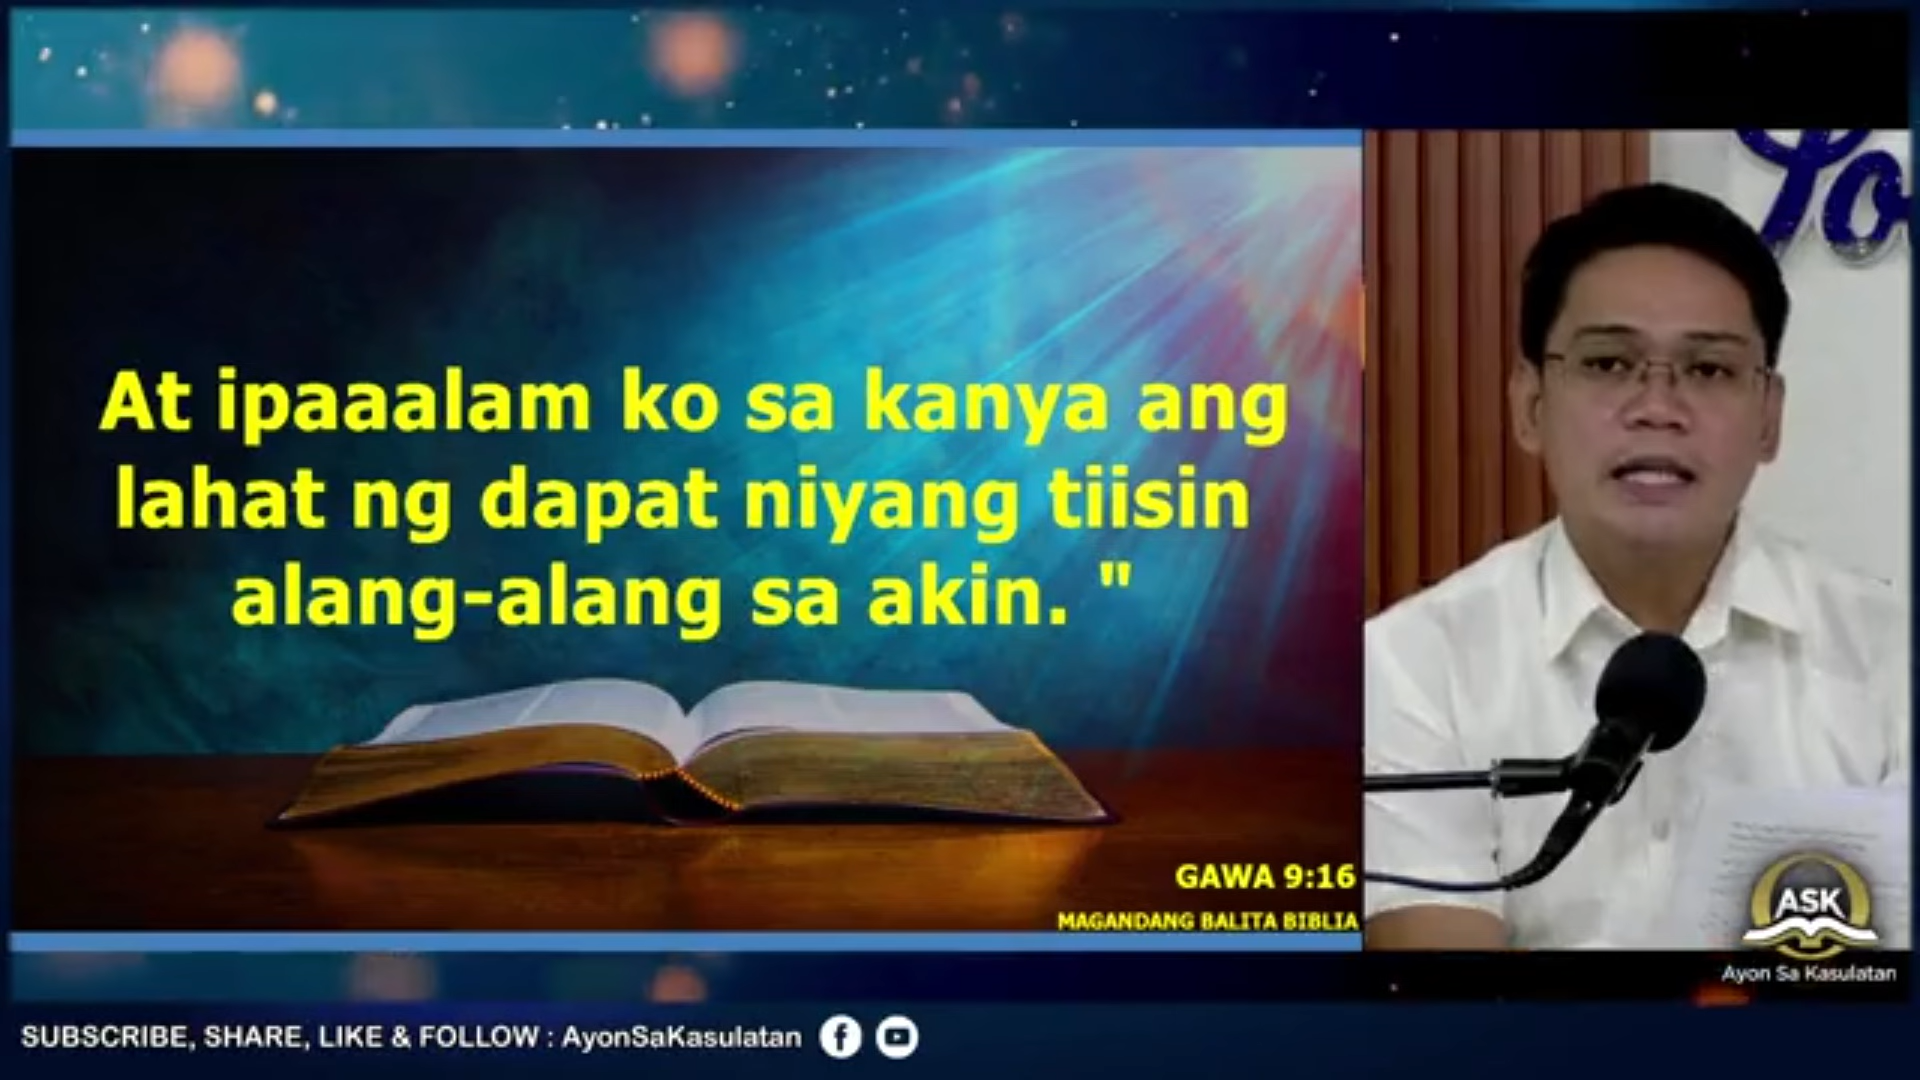 At ipaaalam ko sa kanya ang
lahat ng dapat niyang tiisin
alang-alang sa akin. "
GAWA 9:16
MAGANDANG BALITA BIBLIA
ASK
Ayon Sa Kasulatan
SUBSCRIBE, SHARE, LIKE & FOLLOW : AyonSaKasulatan